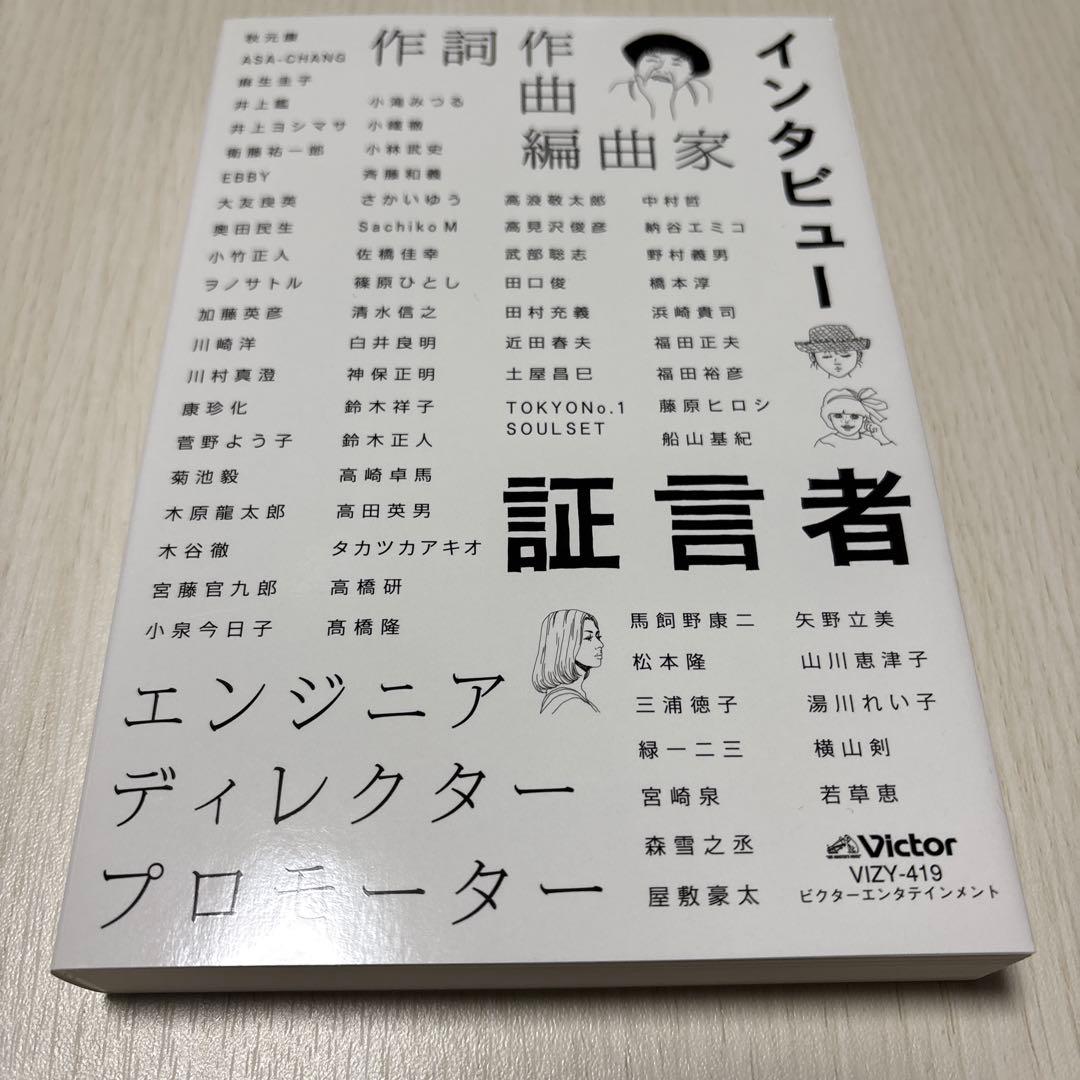 作詞作
曲
編曲家
インタビュー
秋元康
ASA-CHANG
麻生圭子
井上鑑
井上ヨシマサ
衛藤祐一郎
EBBY
大友良英
奥田民生
小竹正人
ヲノサトル
加藤英彦
川崎洋
川村真澄
康珍化
菅野よう子
菊池毅
木原龍太郎
木谷徹
宮藤官九郎
小泉今日子
小滝みつる
小鐵徹
小林武史
斉藤和義
さかいゆう
Sachiko M
佐橋佳幸
篠原ひとし
清水信之
白井良明
神保正明
鈴木祥子
鈴木正人
高崎卓馬
高田英男
タカツカアキオ
高橋研
髙橋隆
高浪敬太郎
高見沢俊彦
武部聡志
田口俊
田村充義
近田春夫
土屋昌巳
TOKYO No.1
SOULSET
中村哲
納谷エミコ
野村義男
橋本淳
浜崎貴司
福田正夫
福田裕彦
藤原ヒロシ
船山基紀
証言者
馬飼野康二
松本隆
三浦徳子
緑一二三
宮崎泉
森雪之丞
屋敷豪太
矢野立美
山川恵津子
湯川れい子
横山剣
若草恵
エンジニア
ディレクター
プロモーター
Victor
VIZY-419
ビクターエンタテインメント